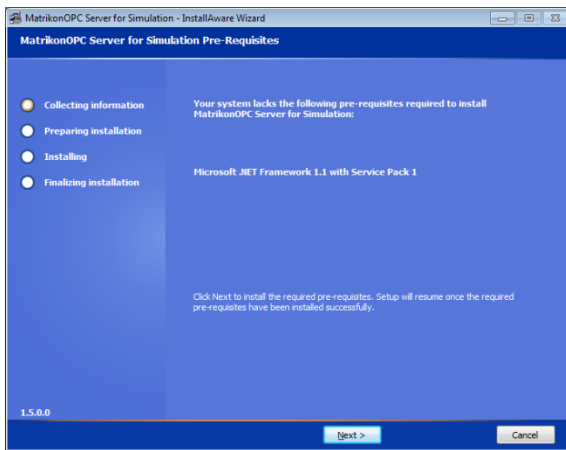 MatrikonOPC Server for Simulation - InstallAware Wizard
MatrikonOPC Server for Simulation Pre-Requisites
Collecting information
Preparing installation
Installing
Finalizing installation
Your system lacks the following pre-requisites required to install
MatrikonOPC Server for Simulation:
Microsoft .NET Framework 1.1 with Service Pack 1
Click Next to install the required pre-requisites. Setup will resume once the required
pre-requisites have been installed successfully.
1.5.0.0
Next >
Cancel